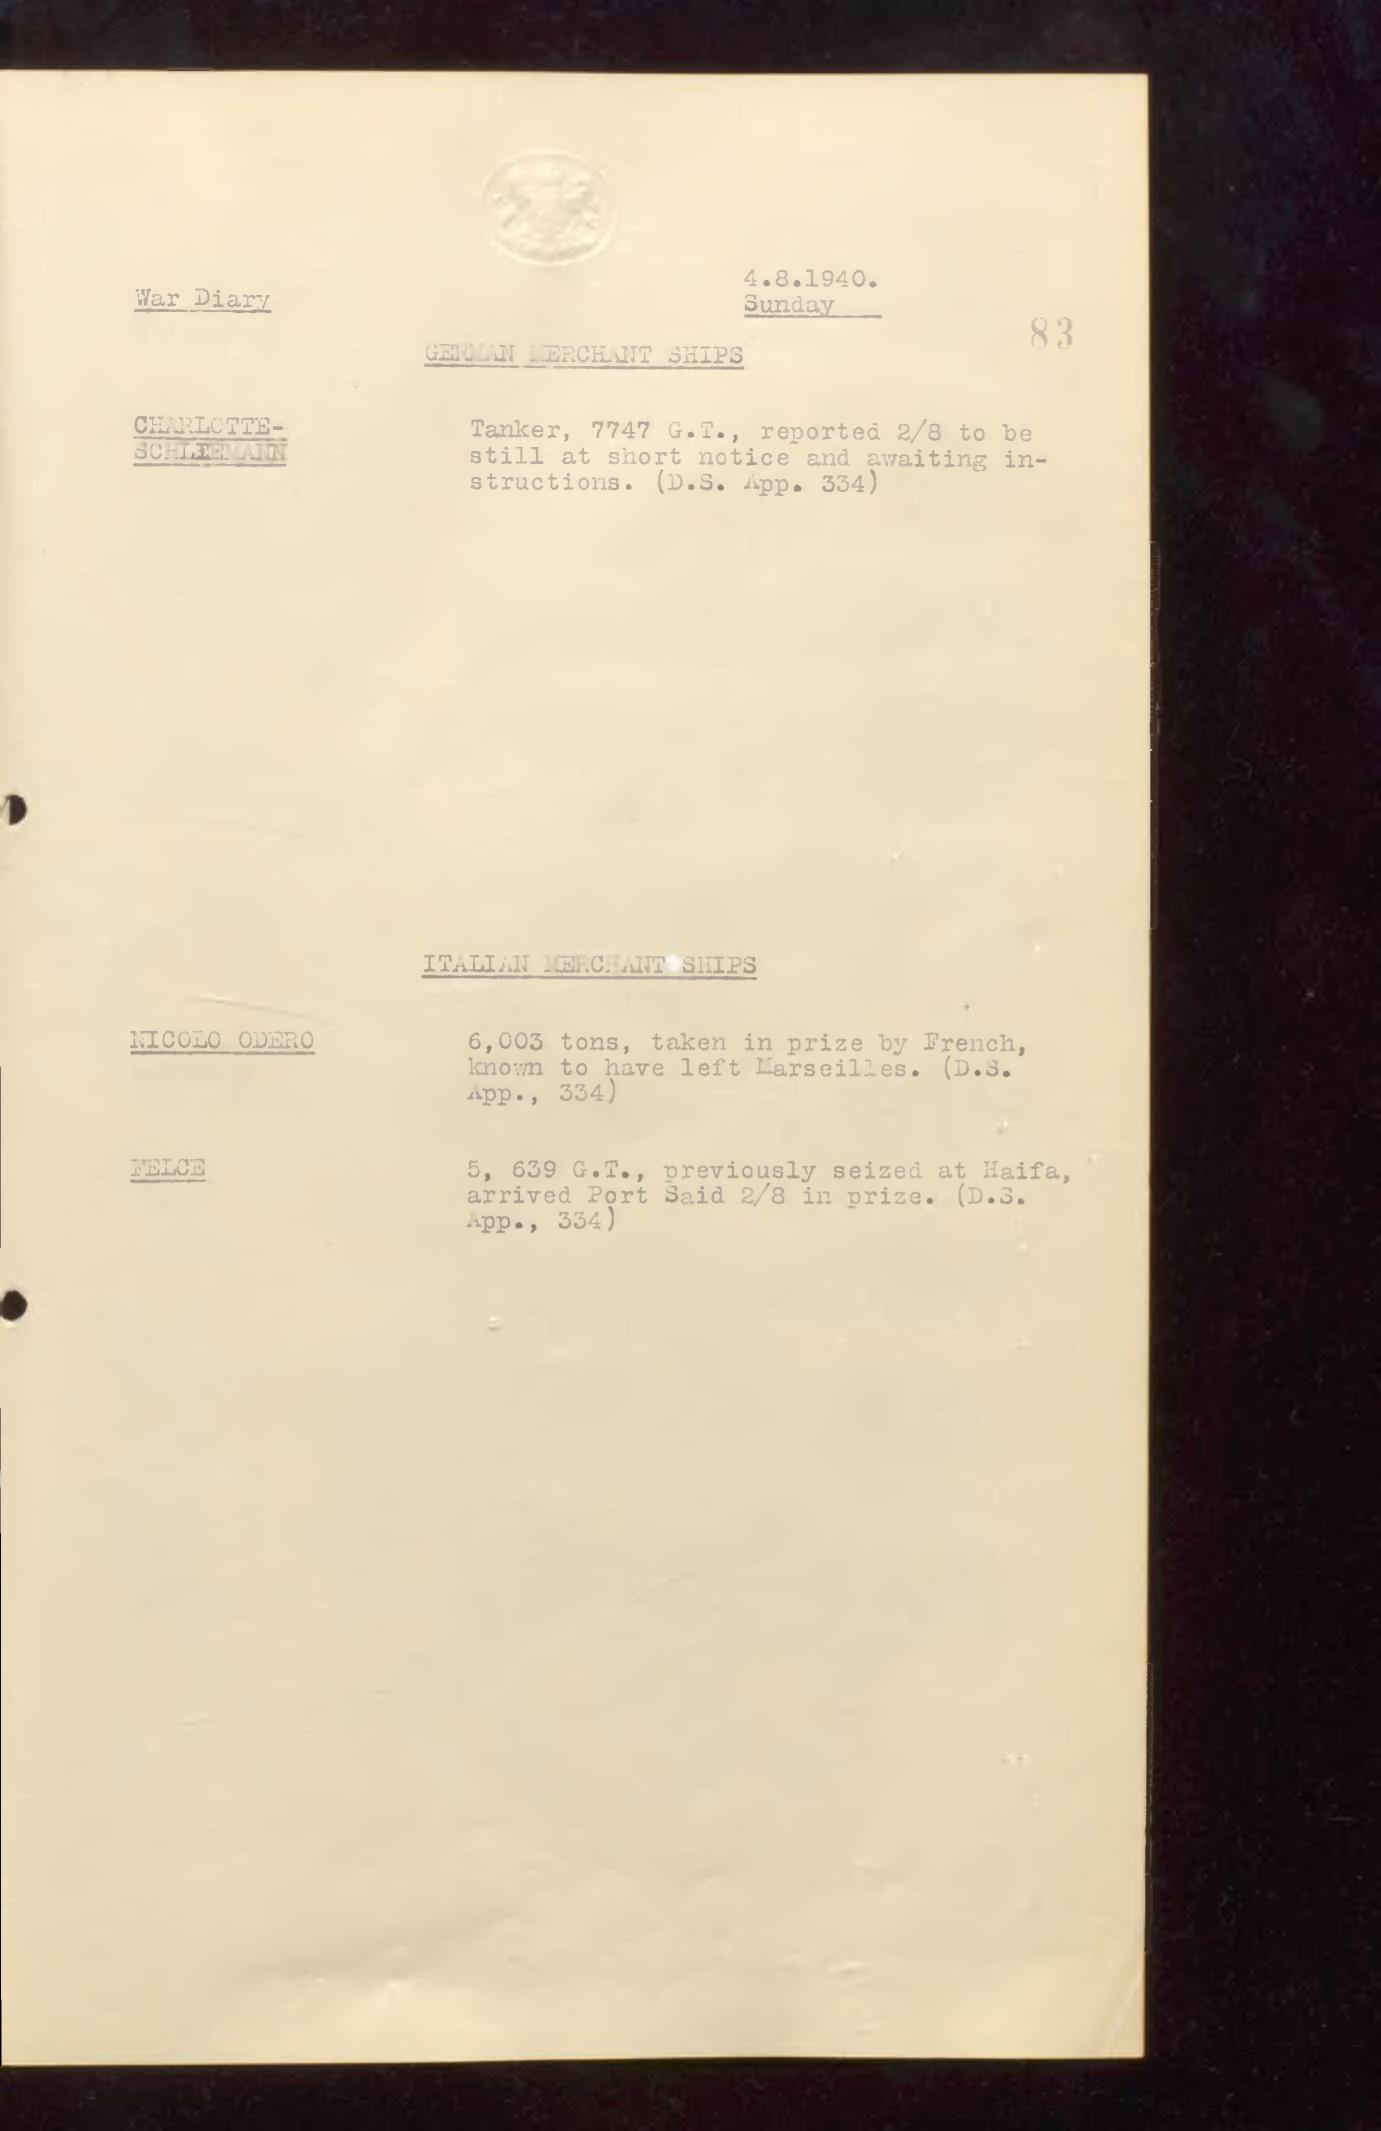 War Diary
4.8.1940.
Sunday
83
GERMAN MERCHANT SHIPS
CHARLOTTE-
SCHLIEMANN
Tanker, 7747 G.T., reported 2/8 to be
still at short notice and awaiting in-
structions. (D.S. App. 334)
ITALIAN MERCHANT SHIPS
NICOLO ODERO
6,003 tons, taken in prize by French,
known to have left Marseilles. (D.S.
App., 334)
FELCE
5, 639 G.T., previously seized at Haifa,
arrived Port Said 2/8 in prize. (D.S.
App., 334)